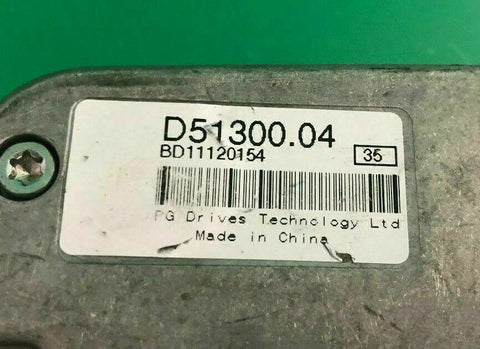 D51300.04
BD11120154 35
PG Drives Technology Ltd
Made in China